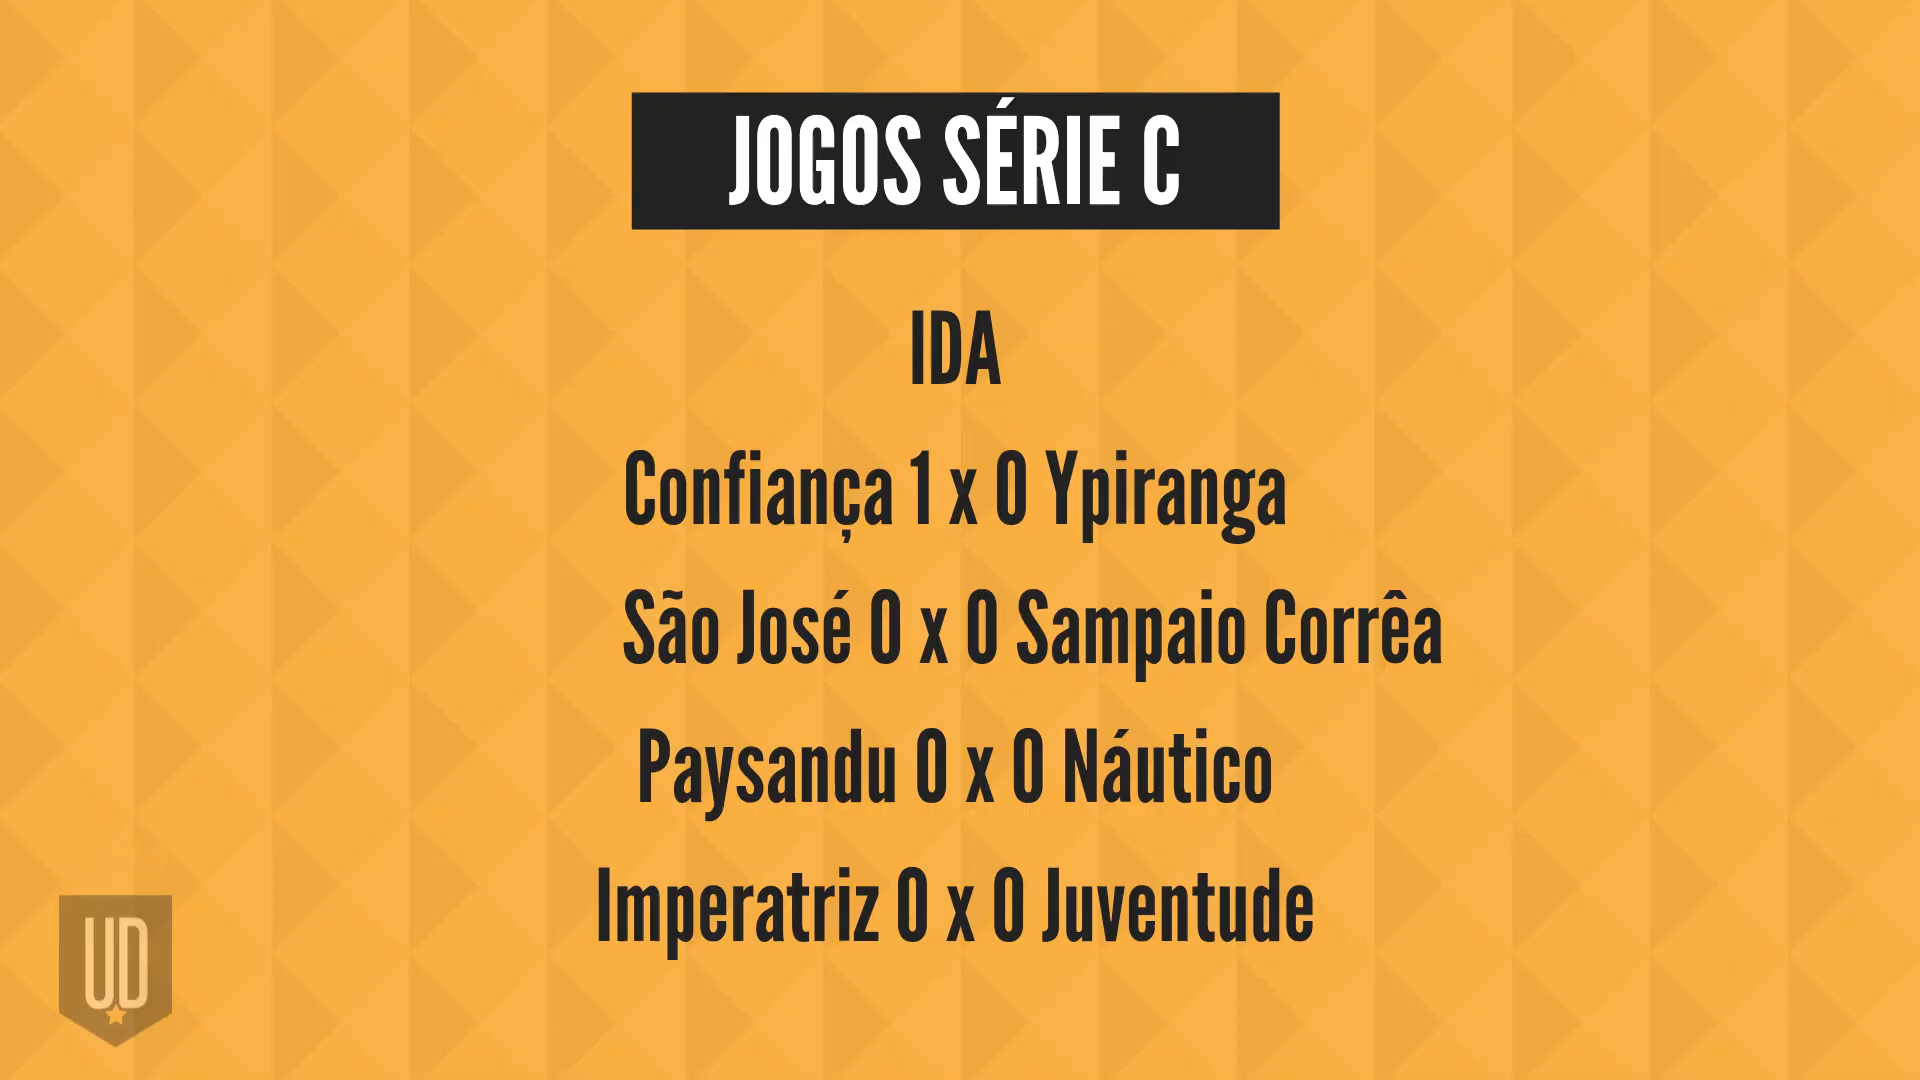 JOGOS SÉRIE C
IDA
Confiança 1 x 0 Ypiranga
São José 0 x 0 Sampaio Corrêa
Paysandu 0 x 0 Náutico
Imperatriz 0 x 0 Juventude
UD